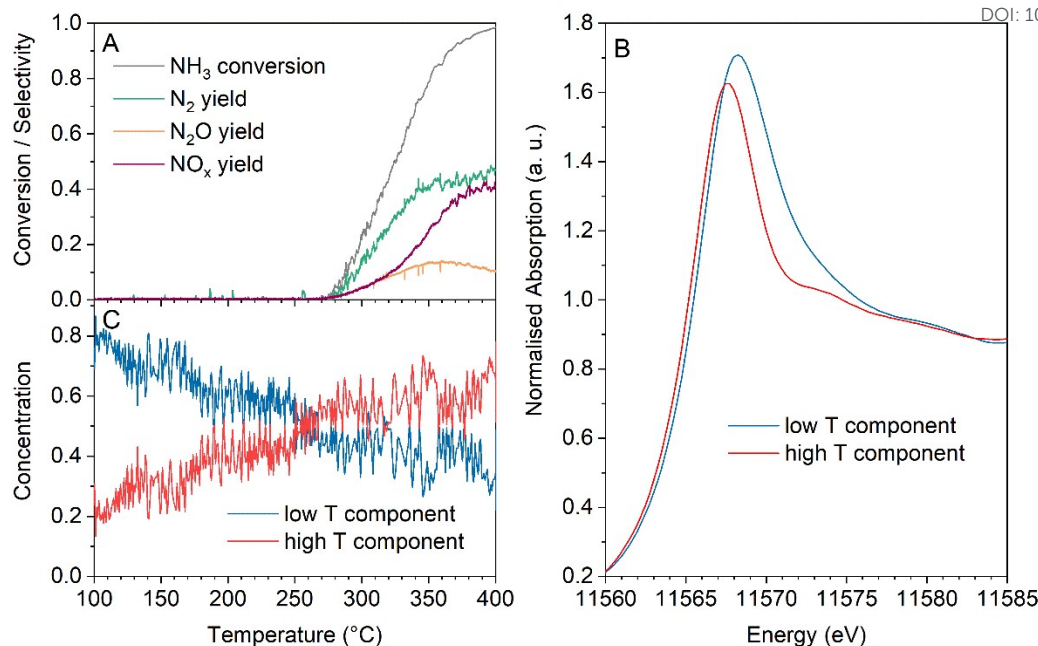 DOI: 10
A
NH₃ conversion
N₂ yield
N₂O yield
NOₓ yield
Conversion / Selectivity
1.0
0.8
0.6
0.4
0.2
0.0
C
low T component
high T component
Concentration
0.8
0.6
0.4
0.2
0.0
100 150 200 250 300 350 400
Temperature (°C)
B
low T component
high T component
Normalised Absorption (a. u.)
1.8
1.6
1.4
1.2
1.0
0.8
0.6
0.4
0.2
11560 11565 11570 11575 11580 11585
Energy (eV)